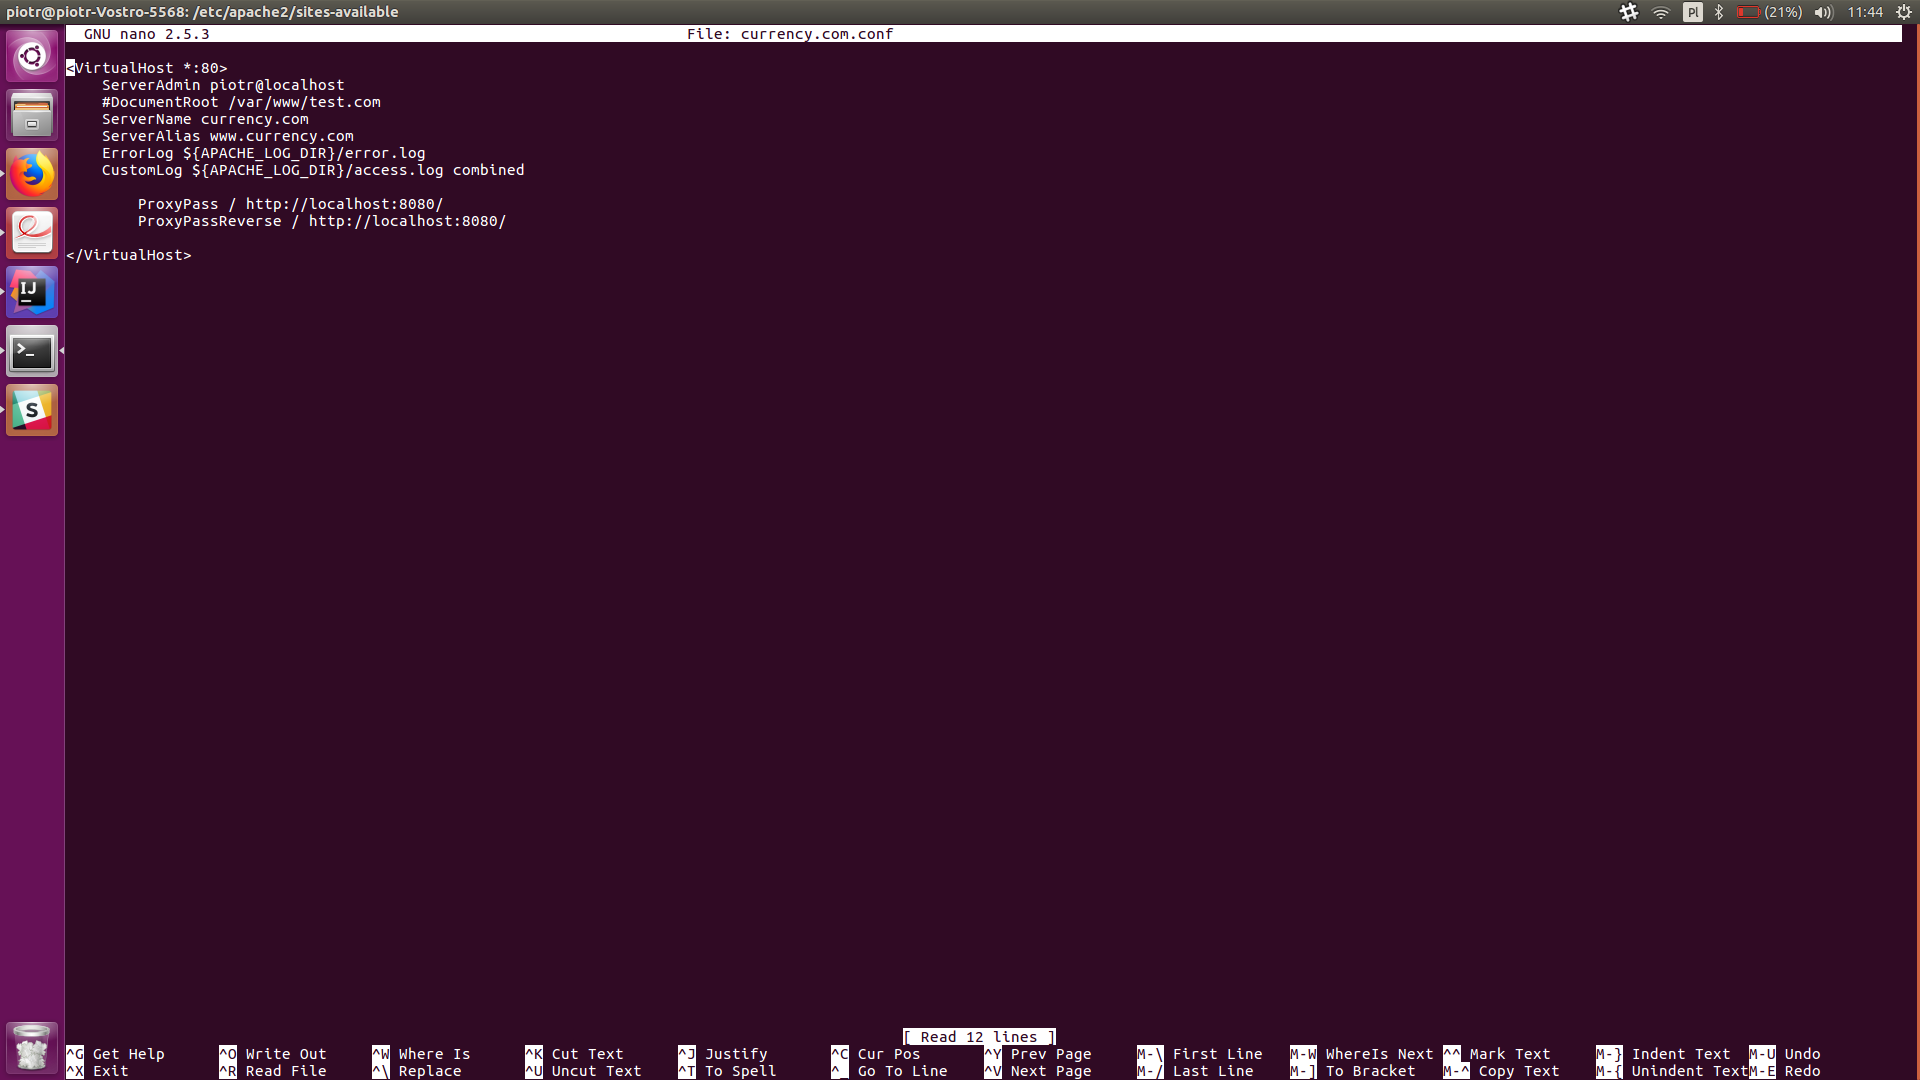 piotr@piotr-Vostro-5568: /etc/apache2/sites-available
Pl
(21%)
11:44
GNU nano 2.5.3
File: currency.com.conf
<VirtualHost *:80>
ServerAdmin piotr@localhost
#DocumentRoot /var/www/test.com
ServerName currency.com
ServerAlias www.currency.com
ErrorLog ${APACHE_LOG_DIR}/error.log
CustomLog ${APACHE_LOG_DIR}/access.log combined
ProxyPass / http://localhost:8080/
ProxyPassReverse / http://localhost:8080/
</VirtualHost>
IJ
>_
S
[ Read 12 lines ]
^G Get Help ^O Write Out ^W Where Is ^K Cut Text ^J Justify ^C Cur Pos ^Y Prev Page M-\ First Line M-W WhereIs Next ^^ Mark Text M-} Indent Text M-U Undo
^X Exit ^R Read File ^\ Replace ^U Uncut Text ^T To Spell ^_ Go To Line ^V Next Page M-/ Last Line M-] To Bracket M-^ Copy Text M-{ Unindent Text M-E Redo